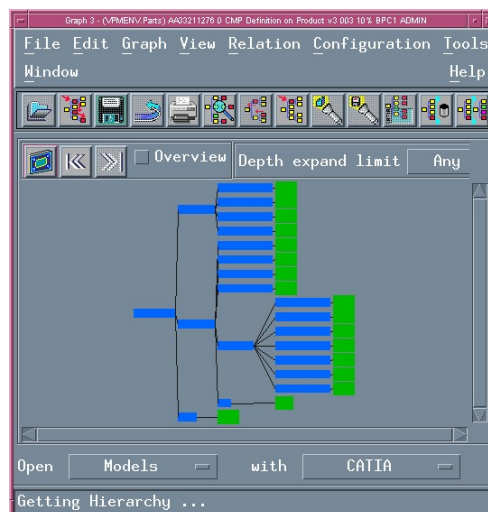 Graph 3 - (VPMENV.Parts) AA33211276 0 CMP Definition on Product v3 003 10% BPC1 ADMIN
File Edit Graph View Relation Configuration Tools
Window Help
Overview Depth expand limit Any
Open Models with CATIA
Getting Hierarchy ...